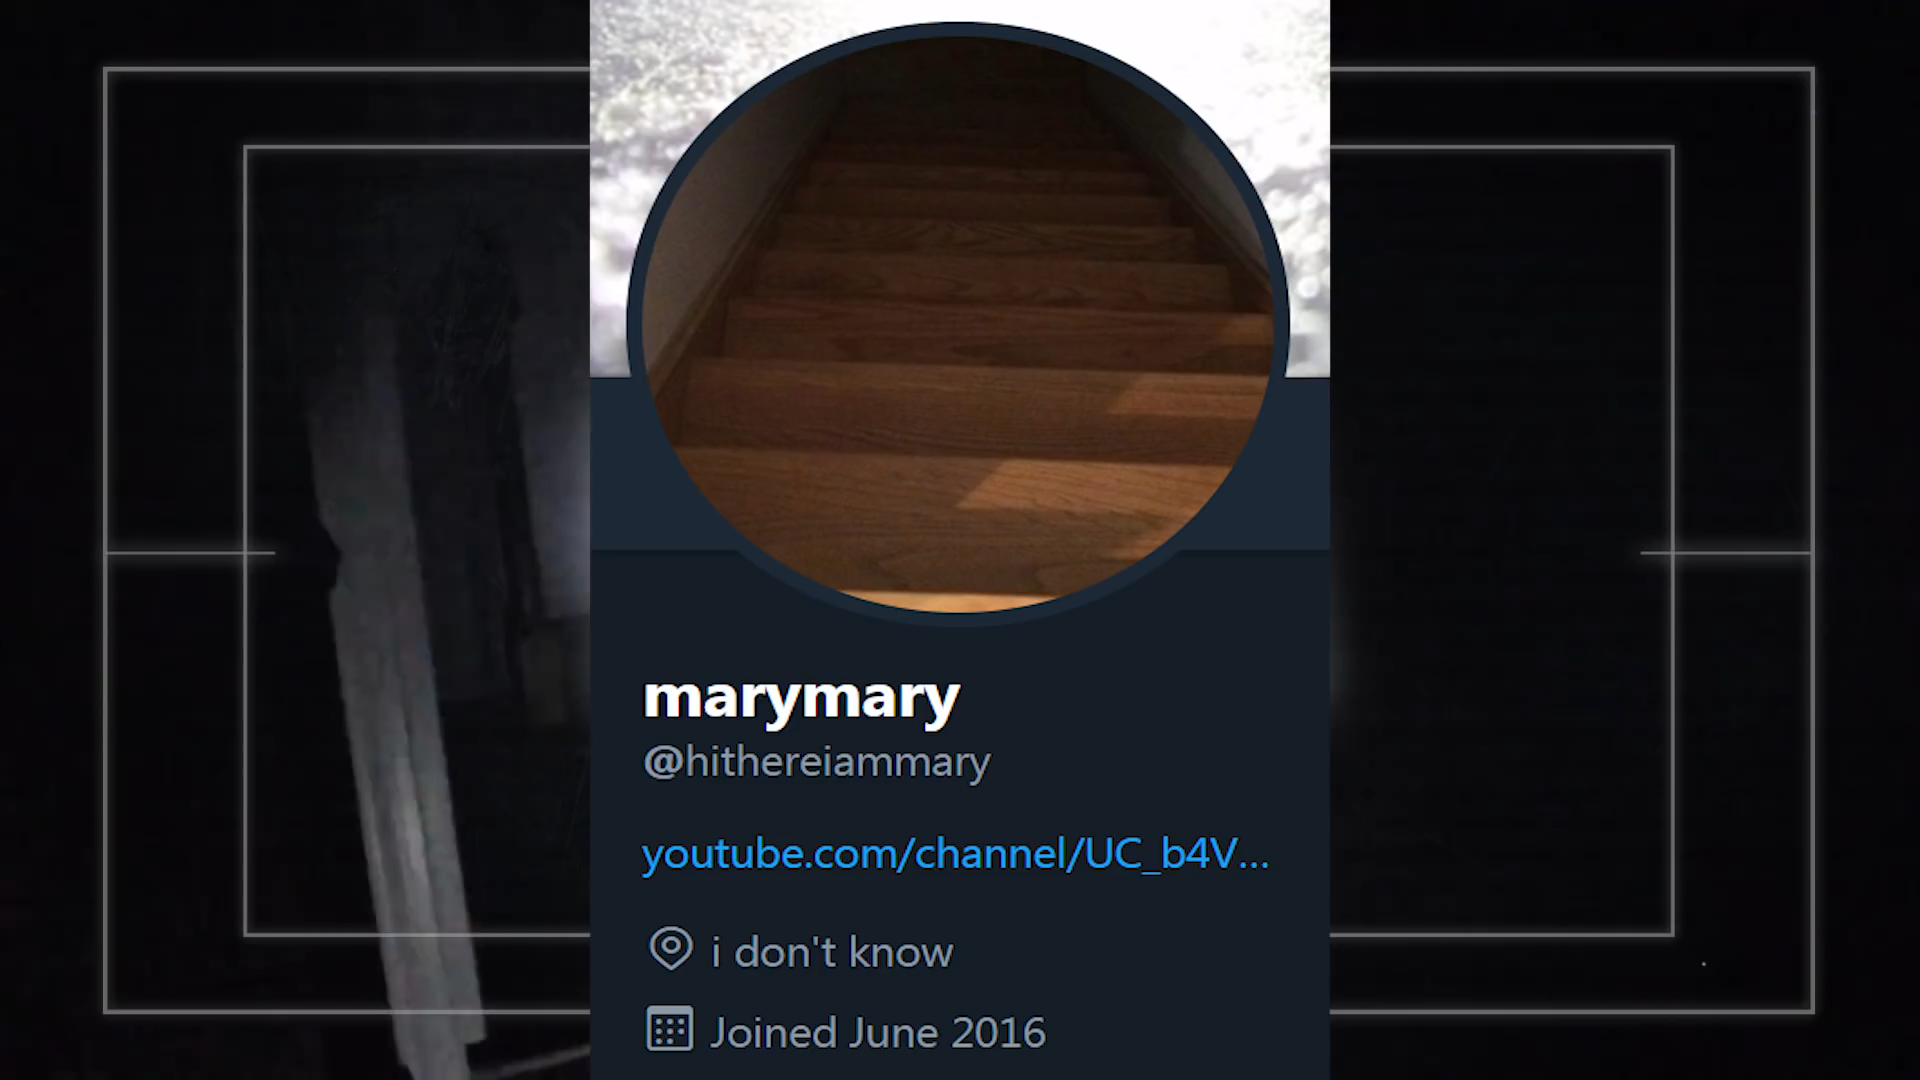 marymary
@hithereiammary
youtube.com/channel/UC_b4V...
i don't know
Joined June 2016